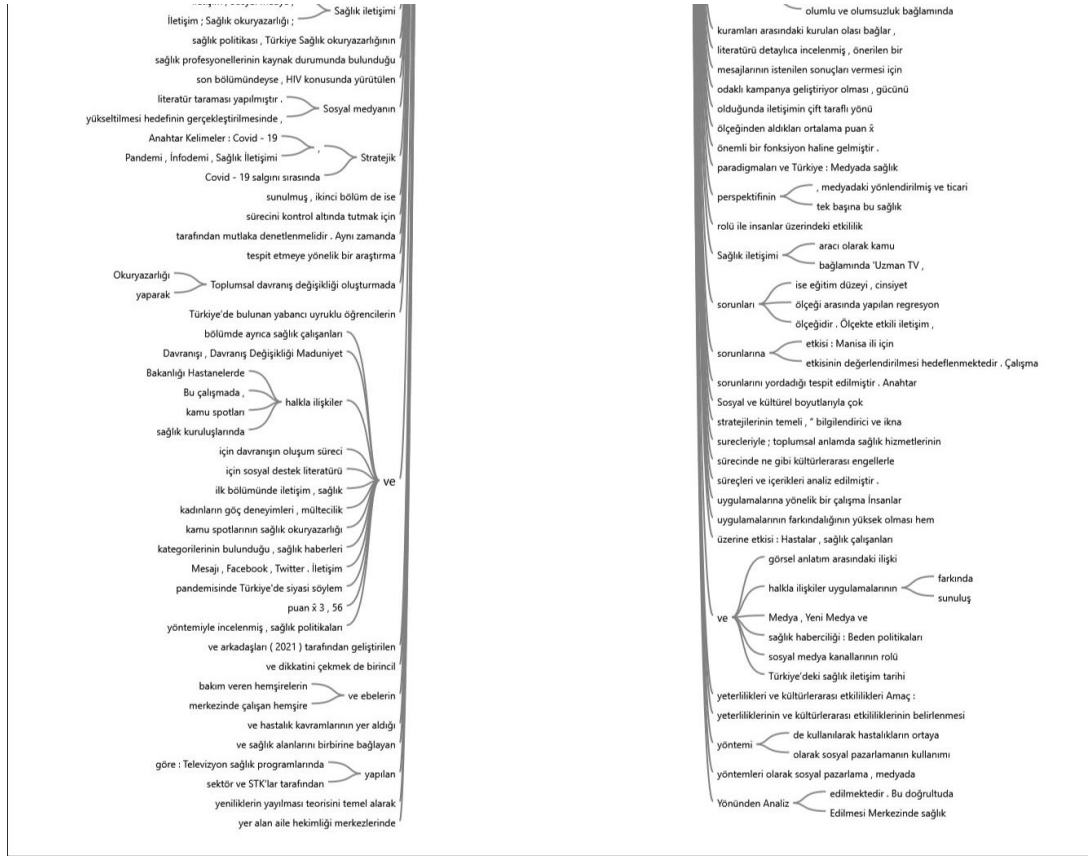 Sağlık iletişimi
İletişim ; Sağlık okuryazarlığı ;
sağlık politikası , Türkiye Sağlık okuryazarlığının
sağlık profesyonellerinin kaynak durumunda bulunduğu
son bölümündeyse , HIV konusunda yürütülen
literatür taraması yapılmıştır .
Sosyal medyanın
yükseltilmesi hedefinin gerçekleştirilmesinde ,
Anahtar Kelimeler : Covid - 19
,
Pandemi , İnfodemi , Sağlık İletişimi
Stratejik
Covid - 19 salgını sırasında
sunulmuş , ikinci bölüm de ise
sürecini kontrol altında tutmak için
tarafından mutlaka denetlenmelidir . Aynı zamanda
tespit etmeye yönelik bir araştırma
Okuryazarlığı
Toplumsal davranış değişikliği oluşturmada
yaparak
Türkiye'de bulunan yabancı uyruklu öğrencilerin
bölümde ayrıca sağlık çalışanları
Davranışı , Davranış Değişikliği Maduniyet
Bakanlığı Hastanelerde
Bu çalışmada ,
halkla ilişkiler
kamu spotları
sağlık kuruluşlarında
için davranışın oluşum süreci
için sosyal destek literatürü
ve
ilk bölümünde iletişim , sağlık
kadınların göç deneyimleri , mültecilik
kamu spotlarının sağlık okuryazarlığı
kategorilerinin bulunduğu , sağlık haberleri
Mesajı , Facebook , Twitter . İletişim
pandemisinde Türkiye'de siyasi söylem
puan x̄ 3 , 56
yöntemiyle incelenmiş , sağlık politikaları
ve arkadaşları ( 2021 ) tarafından geliştirilen
ve dikkatini çekmek de birincil
bakım veren hemşirelerin
ve ebelerin
merkezinde çalışan hemşire
ve hastalık kavramlarının yer aldığı
ve sağlık alanlarını birbirine bağlayan
göre : Televizyon sağlık programlarında
yapılan
sektör ve STK'lar tarafından
yeniliklerin yayılması teorisini temel alarak
yer alan aile hekimliği merkezlerinde
olumlu ve olumsuzluk bağlamında
kuramları arasındaki kurulan olası bağlar ,
literatürü detaylıca incelenmiş , önerilen bir
mesajlarının istenilen sonuçları vermesi için
odaklı kampanya geliştiriyor olması , gücünü
olduğunda iletişimin çift taraflı yönü
ölçeğinden aldıkları ortalama puan x̄
önemli bir fonksiyon haline gelmiştir .
paradigmaları ve Türkiye : Medyada sağlık
perspektifinin
, medyadaki yönlendirilmiş ve ticari
tek başına bu sağlık
rolü ile insanlar üzerindeki etkililik
Sağlık iletişimi
aracı olarak kamu
bağlamında 'Uzman TV ,
sorunları
ise eğitim düzeyi , cinsiyet
ölçeği arasında yapılan regresyon
ölçeğidir . Ölçekte etkili iletişim ,
sorunlarına
etkisi : Manisa ili için
etkisinin değerlendirilmesi hedeflenmektedir . Çalışma
sorunlarını yordadığı tespit edilmiştir . Anahtar
Sosyal ve kültürel boyutlarıyla çok
stratejilerinin temeli , " bilgilendirici ve ikna
surecleriyle ; toplumsal anlamda sağlık hizmetlerinin
sürecinde ne gibi kültürlerarası engellerle
süreçleri ve içerikleri analiz edilmiştir .
uygulamalarına yönelik bir çalışma İnsanlar
uygulamalarının farkındalığının yüksek olması hem
üzerine etkisi : Hastalar , sağlık çalışanları
ve
görsel anlatım arasındaki ilişki
halkla ilişkiler uygulamalarının
farkında
sunuluş
Medya , Yeni Medya ve
sağlık haberciliği : Beden politikaları
sosyal medya kanallarının rolü
Türkiye'deki sağlık iletişim tarihi
yeterlilikleri ve kültürlerarası etkililikleri Amaç :
yeterliliklerinin ve kültürlerarası etkililiklerinin belirlenmesi
yöntemi
de kullanılarak hastalıkların ortaya
olarak sosyal pazarlamanın kullanımı
yöntemleri olarak sosyal pazarlama , medyada
Yönünden Analiz
edilmektedir . Bu doğrultuda
Edilmesi Merkezinde sağlık